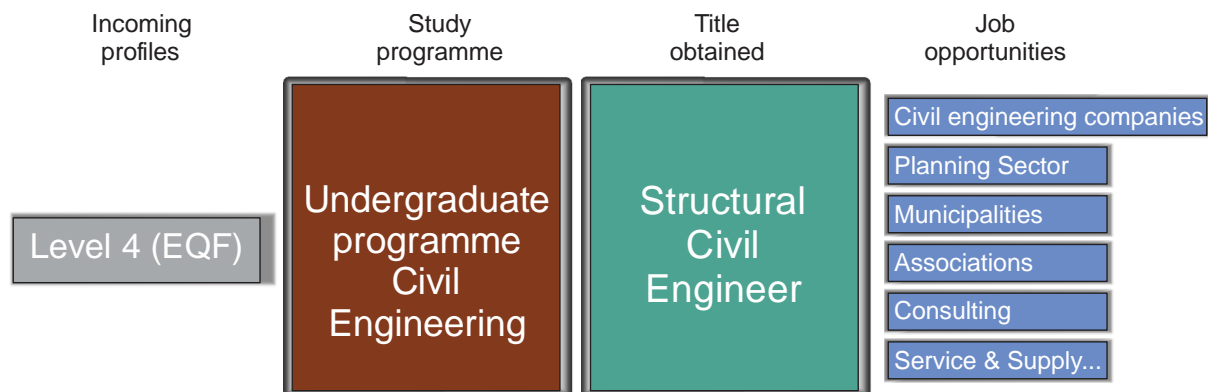 Incoming
profiles
Study
programme
Title
obtained
Job
opportunities
Level 4 (EQF)
Undergraduate
programme
Civil
Engineering
Structural
Civil
Engineer
Civil engineering companies
Planning Sector
Municipalities
Associations
Consulting
Service & Supply...